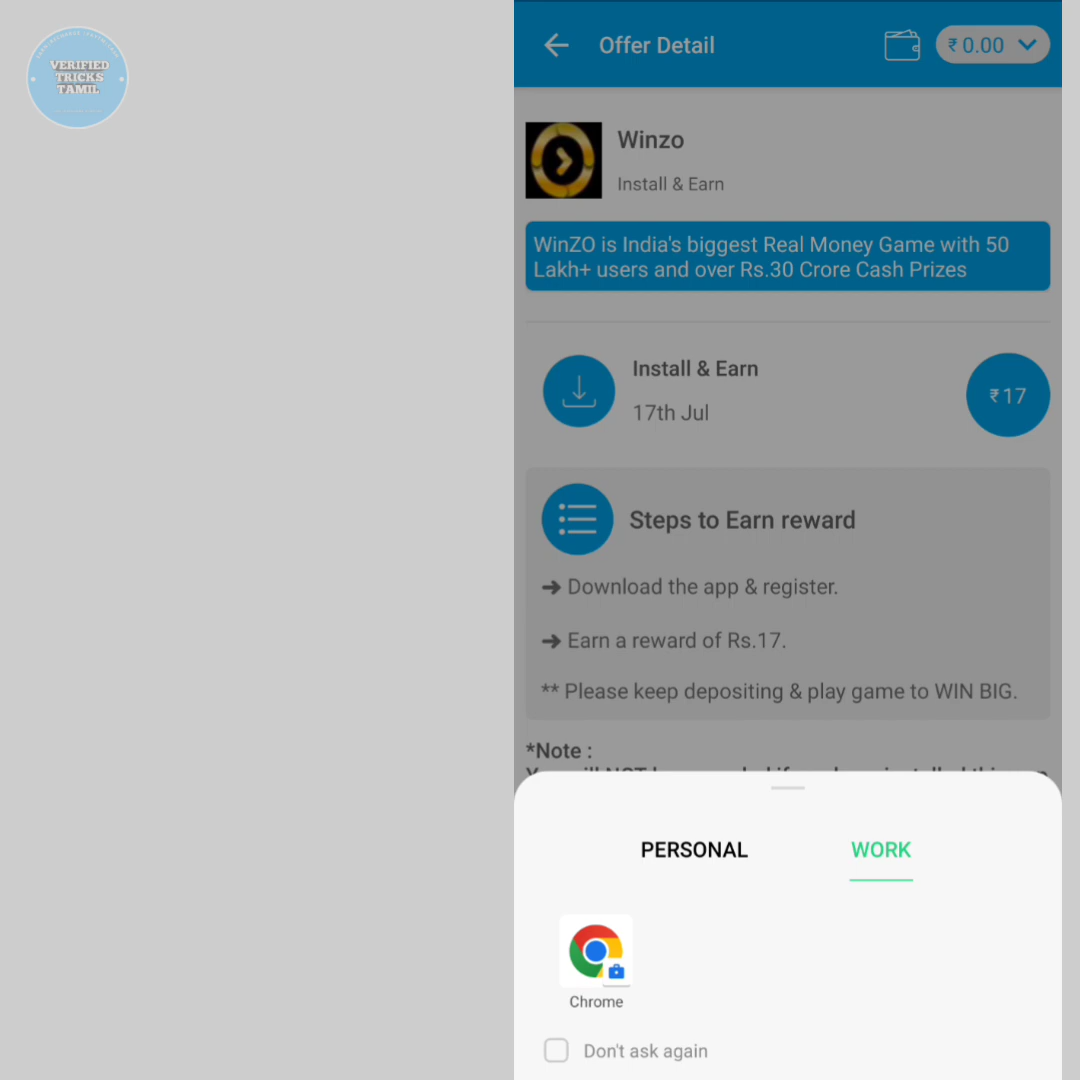 VERIFIED
TRICKS
TAMIL
Offer Detail
₹ 0.00
Winzo
Install & Earn
WinZO is India's biggest Real Money Game with 50
Lakh+ users and over Rs.30 Crore Cash Prizes
Install & Earn
17th Jul
₹ 17
Steps to Earn reward
➔ Download the app & register.
➔ Earn a reward of Rs.17.
** Please keep depositing & play game to WIN BIG.
*Note :
PERSONAL
WORK
Chrome
Don't ask again